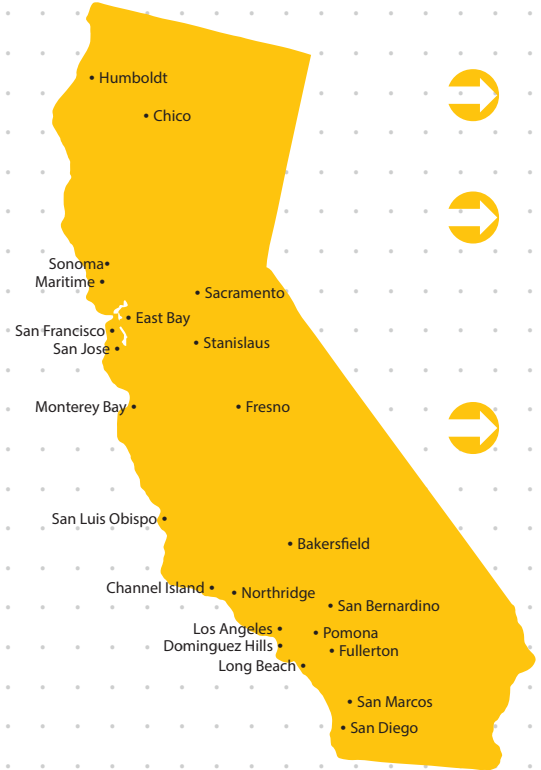 Humboldt
Chico
Sonoma
Maritime
Sacramento
East Bay
San Francisco
Stanislaus
San Jose
Monterey Bay
Fresno
San Luis Obispo
Bakersfield
Channel Island
Northridge
San Bernardino
Los Angeles
Pomona
Dominguez Hills
Fullerton
Long Beach
San Marcos
San Diego